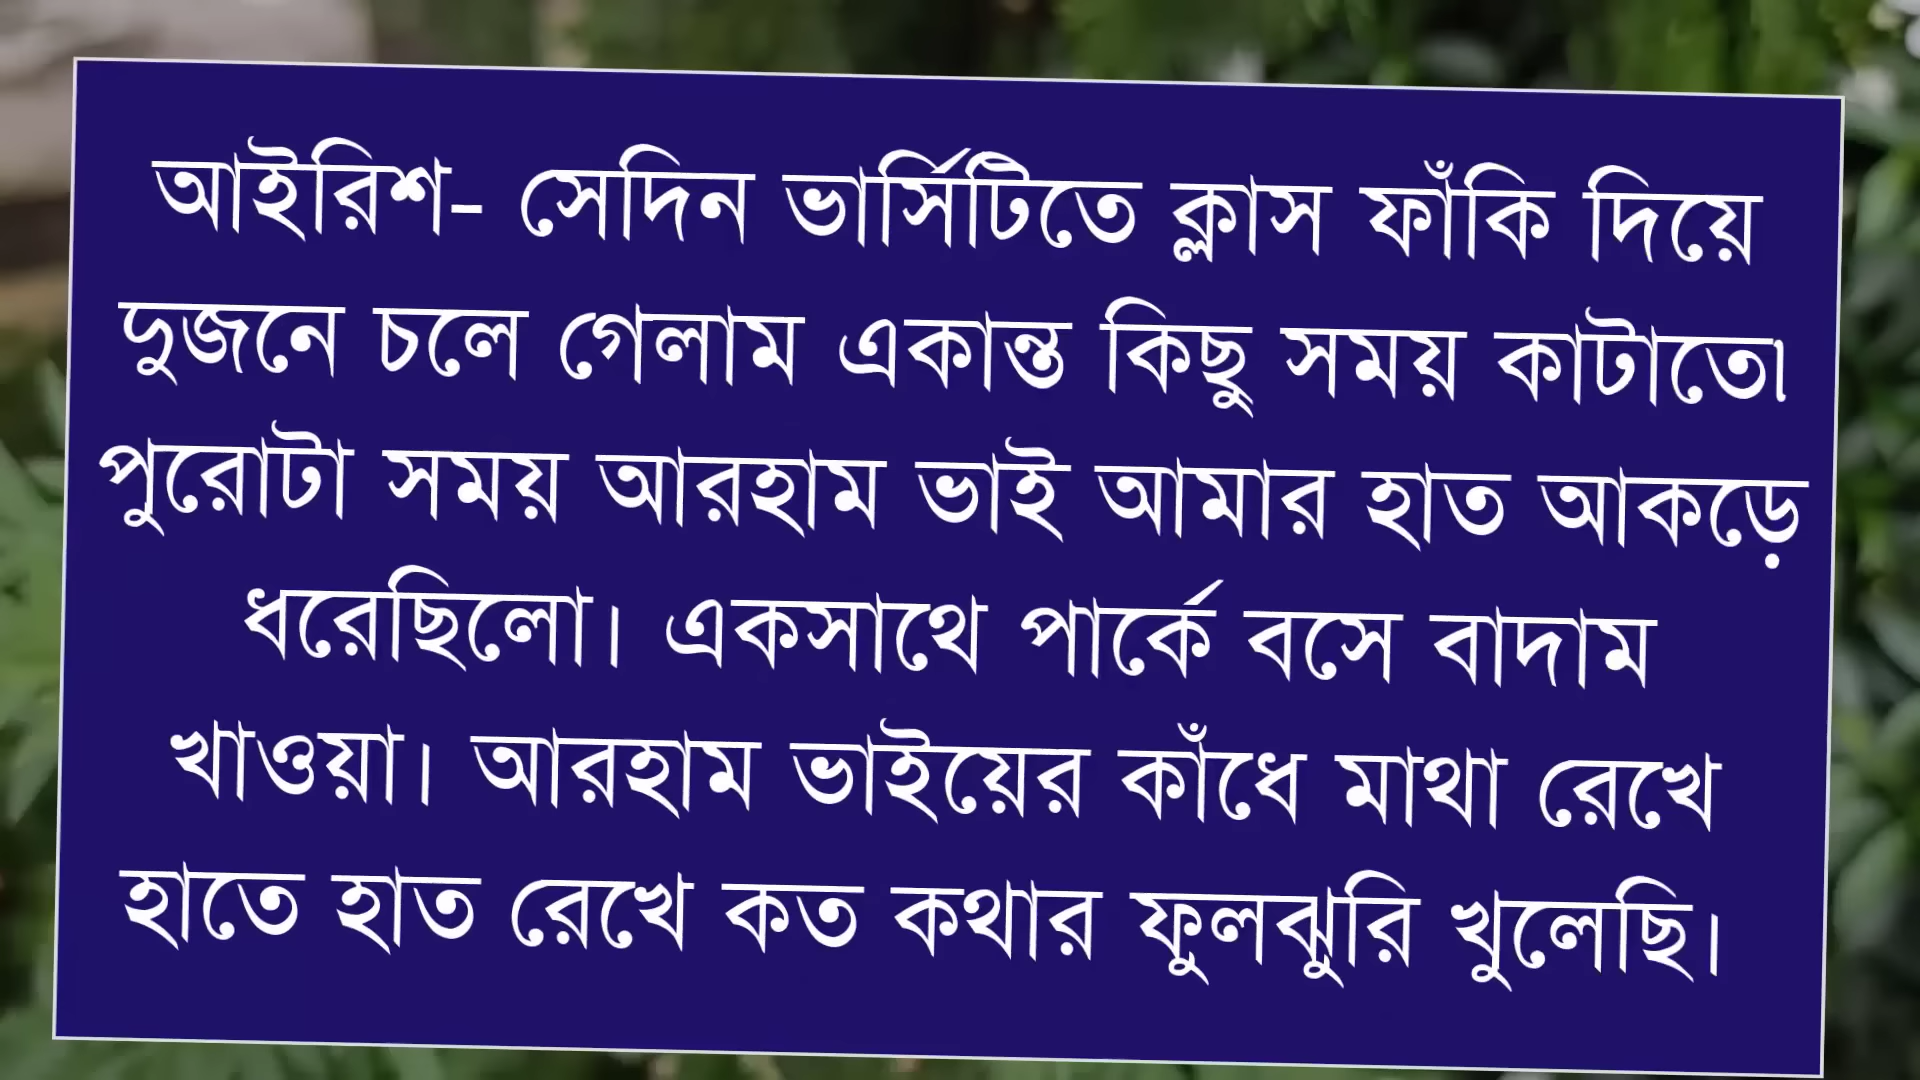 আইরিশ- সেদিন ভার্সিটিতে ক্লাস ফাঁকি দিয়ে
দুজনে চলে গেলাম একান্ত কিছু সময় কাটাতে৷
পুরোটা সময় আরহাম ভাই আমার হাত আকড়ে
ধরেছিলো। একসাথে পার্কে বসে বাদাম
খাওয়া। আরহাম ভাইয়ের কাঁধে মাথা রেখে
হাতে হাত রেখে কত কথার ফুলঝুরি খুলেছি।